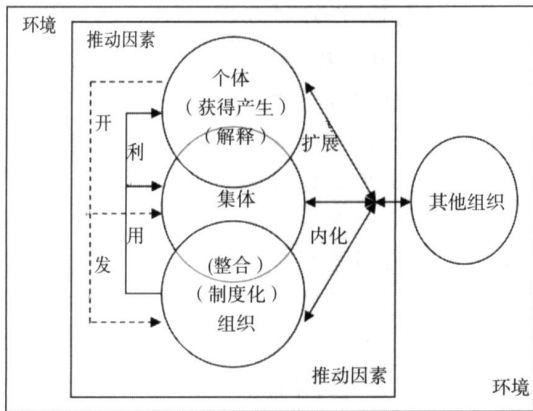 环境
推动因素
个体
（获得产生）
（解释）
开
利
扩展
集体
其他组织
用
内化
发
(整合)
（制度化）
组织
推动因素
环境